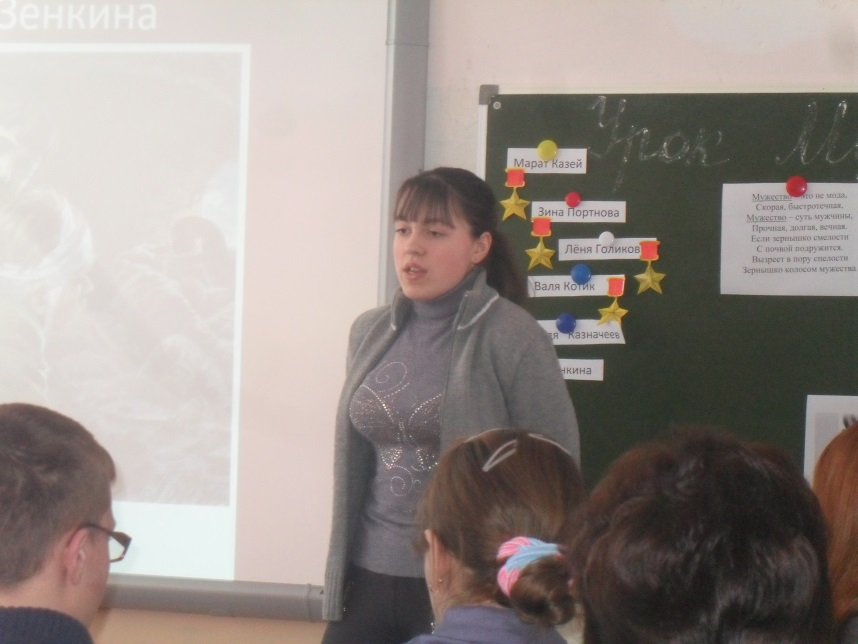 Зенкина
Урок М
Марат Казей
Зина Портнова
Лёня Голиков
Валя Котик
Казначеев
нкина
Мужество – это не мода,
Скорая, быстротечная,
Мужество – суть мужчины,
Прочная, долгая, вечная.
Если зернышко смелости
С почвой подружится.
Вызреет в пору спелости
Зернышко колосом мужества